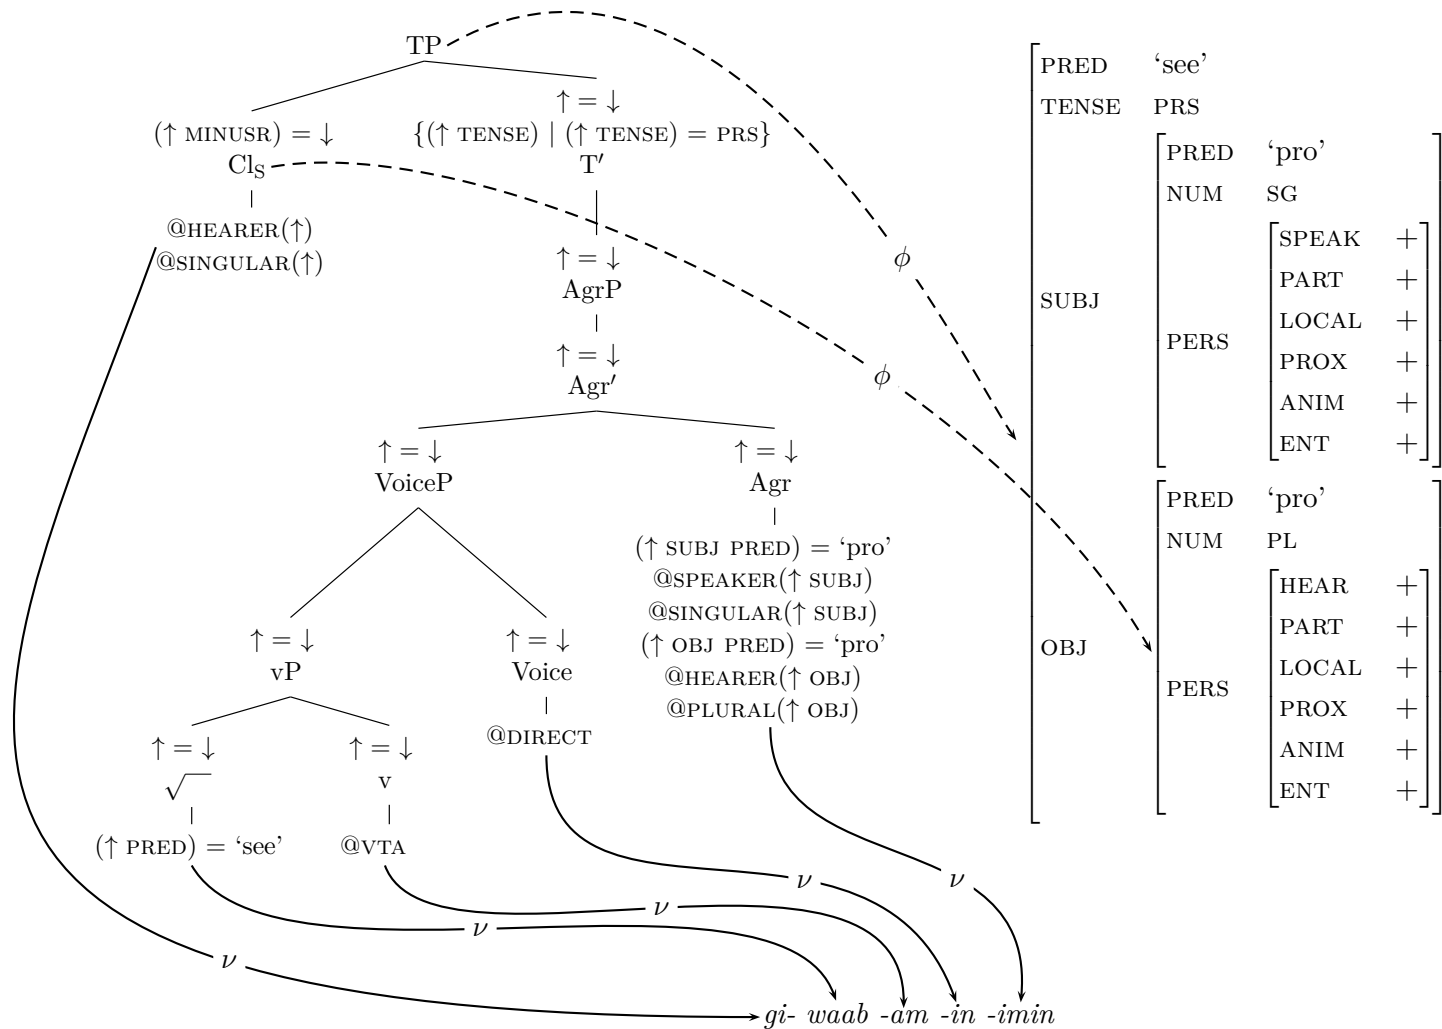 TP
↑ = ↓
(↑ MINUSR) = ↓
{(↑ TENSE) | (↑ TENSE) = PRS}
Cl_S
T′
@HEARER(↑)
@SINGULAR(↑)
↑ = ↓
AgrP
↑ = ↓
Agr′
↑ = ↓
↑ = ↓
VoiceP
Agr
(↑ SUBJ PRED) = ‘pro’
@SPEAKER(↑ SUBJ)
@SINGULAR(↑ SUBJ)
(↑ OBJ PRED) = ‘pro’
@HEARER(↑ OBJ)
@PLURAL(↑ OBJ)
↑ = ↓
↑ = ↓
vP
Voice
@DIRECT
↑ = ↓
↑ = ↓
√
v
(↑ PRED) = ‘see’
@VTA
ν
ν
ν
ν
ν
gi- waab -am -in -imin
ϕ
ϕ
PRED ‘see’
TENSE PRS
SUBJ
PRED ‘pro’
NUM SG
PERS
SPEAK +
PART +
LOCAL +
PROX +
ANIM +
ENT +
OBJ
PRED ‘pro’
NUM PL
PERS
HEAR +
PART +
LOCAL +
PROX +
ANIM +
ENT +